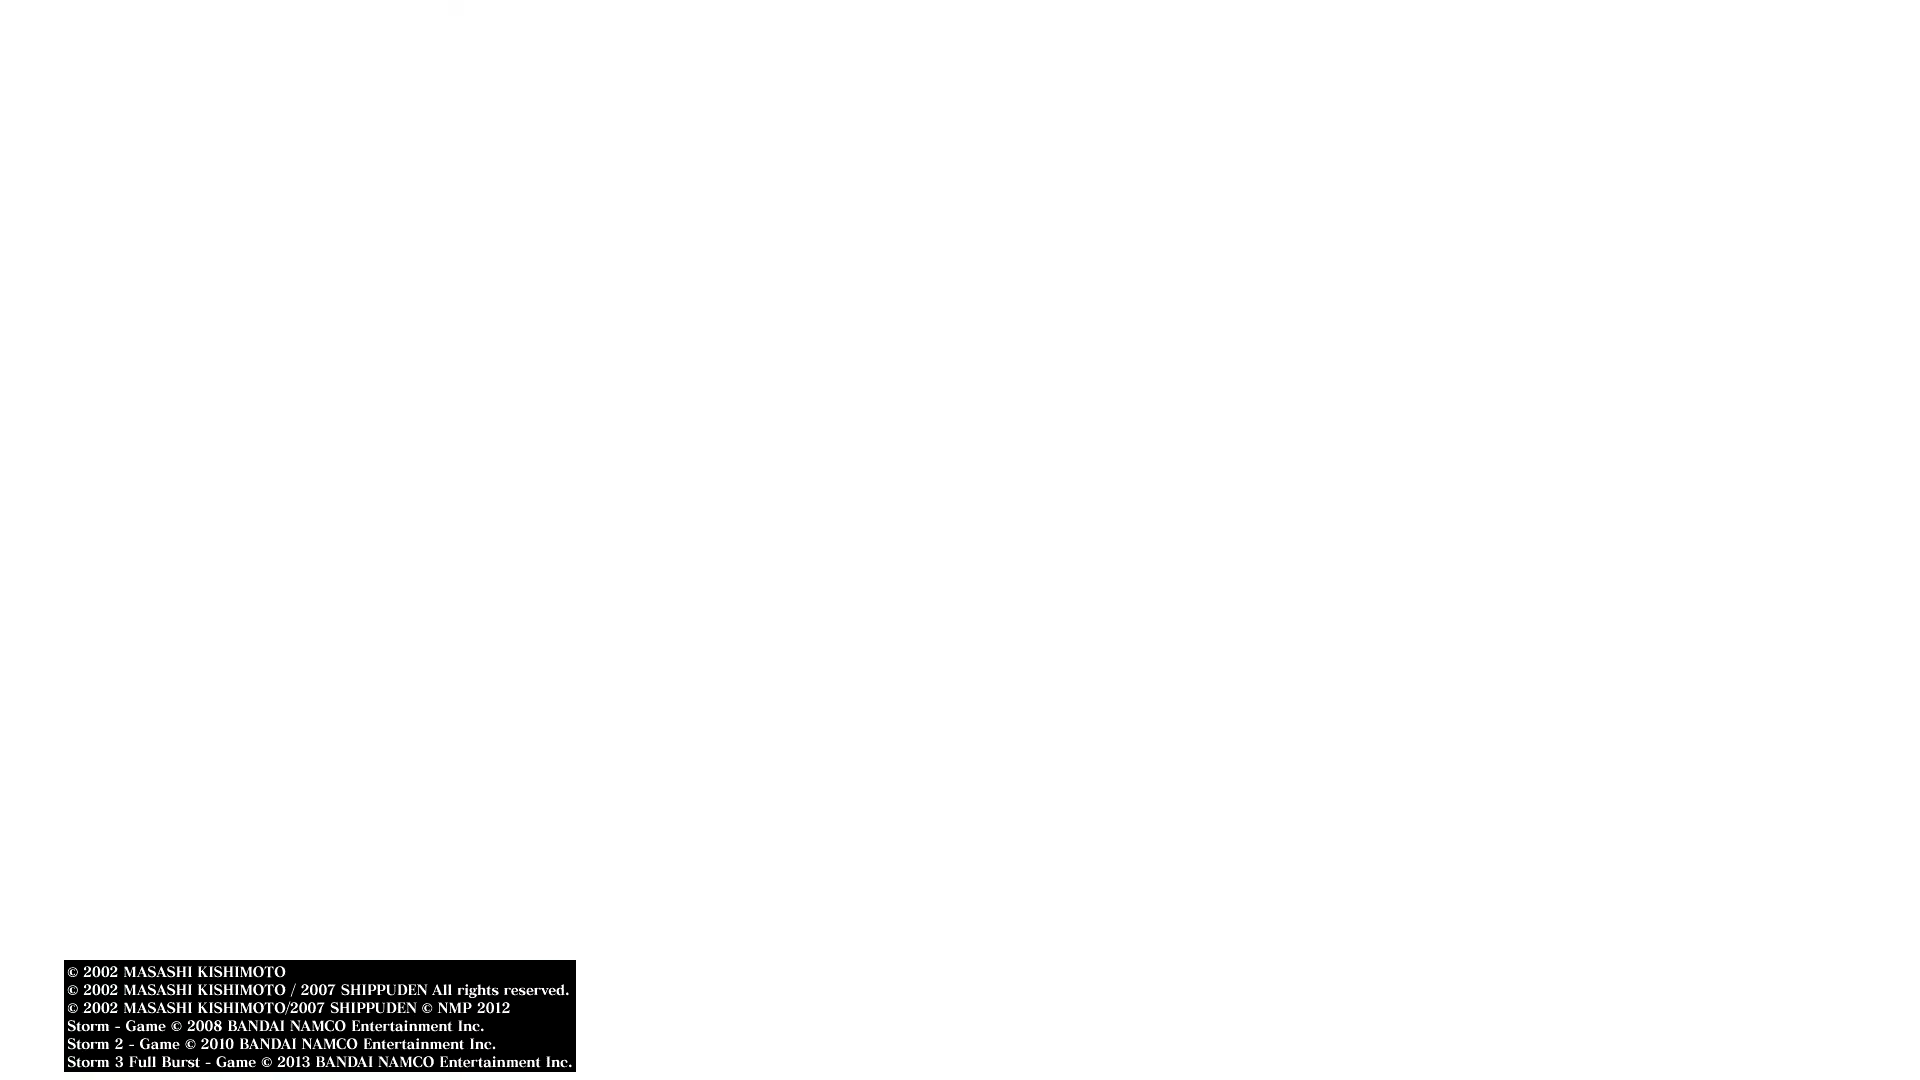 © 2002 MASASHI KISHIMOTO
© 2002 MASASHI KISHIMOTO / 2007 SHIPPUDEN All rights reserved.
© 2002 MASASHI KISHIMOTO/2007 SHIPPUDEN © NMP 2012
Storm - Game © 2008 BANDAI NAMCO Entertainment Inc.
Storm 2 - Game © 2010 BANDAI NAMCO Entertainment Inc.
Storm 3 Full Burst - Game © 2013 BANDAI NAMCO Entertainment Inc.